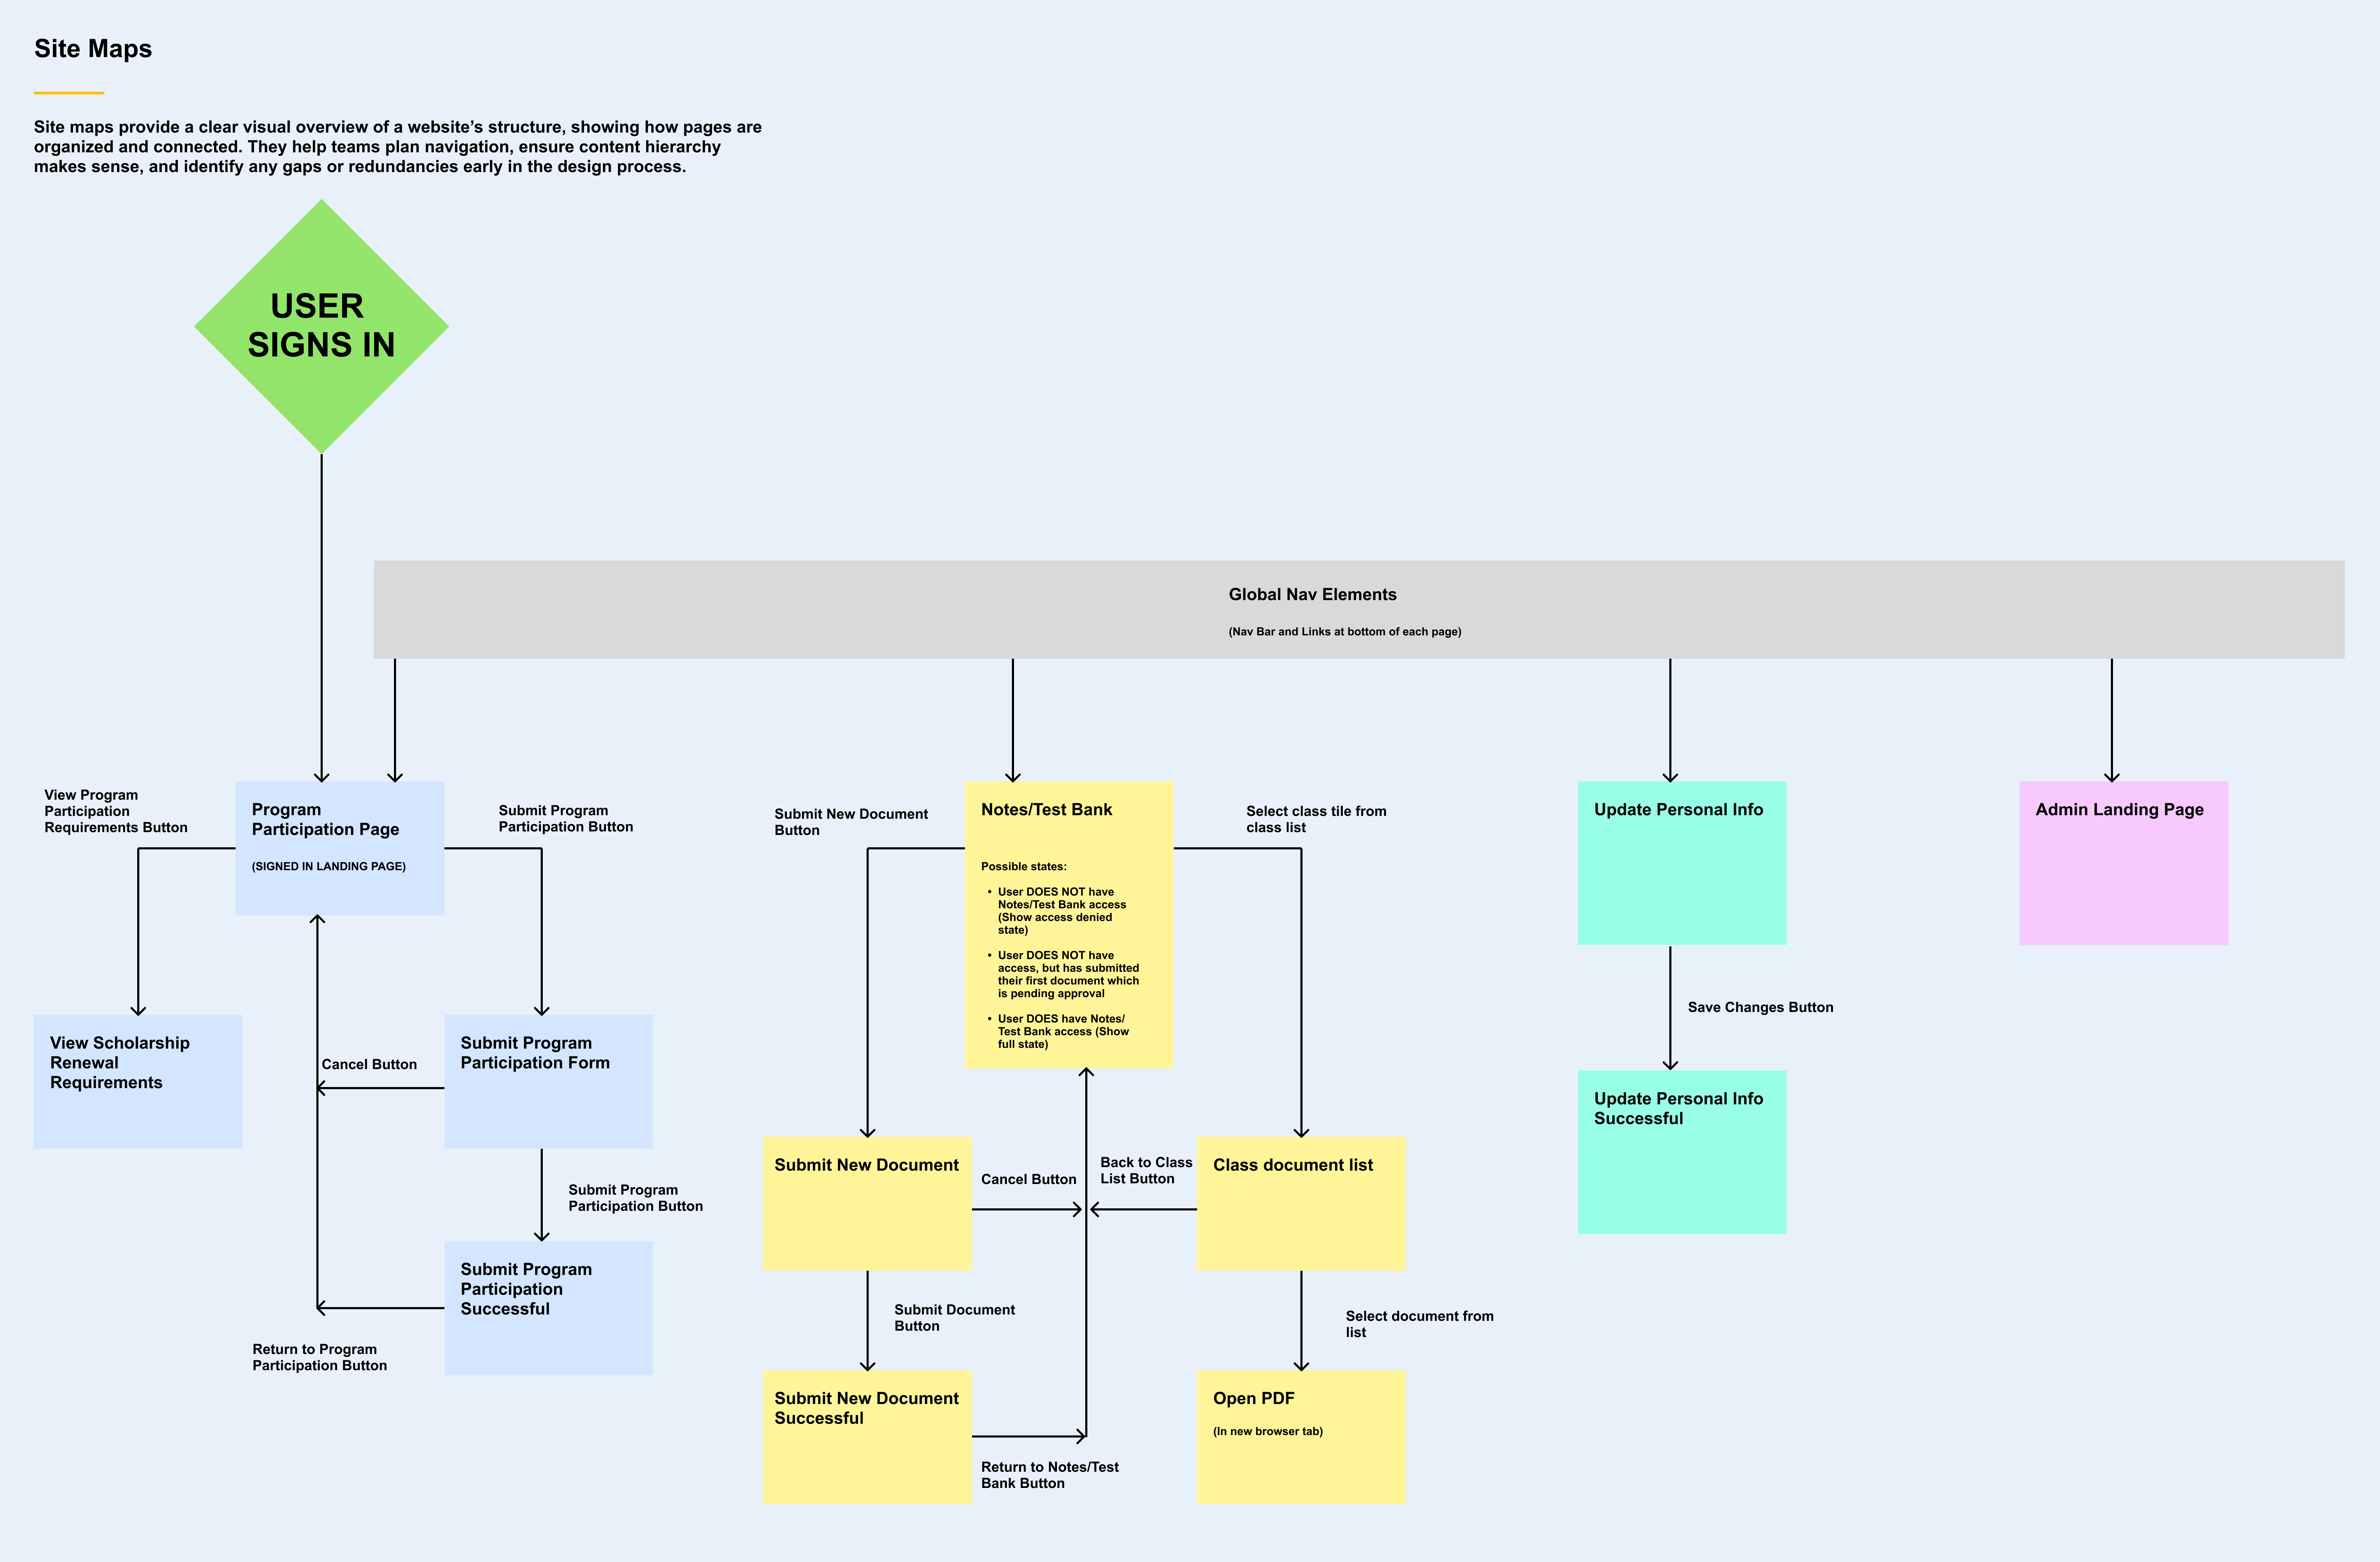 Site Maps
Site maps provide a clear visual overview of a website’s structure, showing how pages are
organized and connected. They help teams plan navigation, ensure content hierarchy
makes sense, and identify any gaps or redundancies early in the design process.
USER
SIGNS IN
Global Nav Elements
(Nav Bar and Links at bottom of each page)
View Program
Participation
Requirements Button
Program
Participation Page
(SIGNED IN LANDING PAGE)
Submit Program
Participation Button
View Scholarship
Renewal
Requirements
Cancel Button
Submit Program
Participation Form
Submit Program
Participation Button
Submit Program
Participation
Successful
Return to Program
Participation Button
Submit New Document
Button
Notes/Test Bank
Possible states:
• User DOES NOT have
Notes/Test Bank access
(Show access denied
state)
• User DOES NOT have
access, but has submitted
their first document which
is pending approval
• User DOES have Notes/
Test Bank access (Show
full state)
Select class tile from
class list
Submit New Document
Cancel Button
Back to Class
List Button
Class document list
Submit Document
Button
Select document from
list
Submit New Document
Successful
Return to Notes/Test
Bank Button
Open PDF
(In new browser tab)
Update Personal Info
Save Changes Button
Update Personal Info
Successful
Admin Landing Page